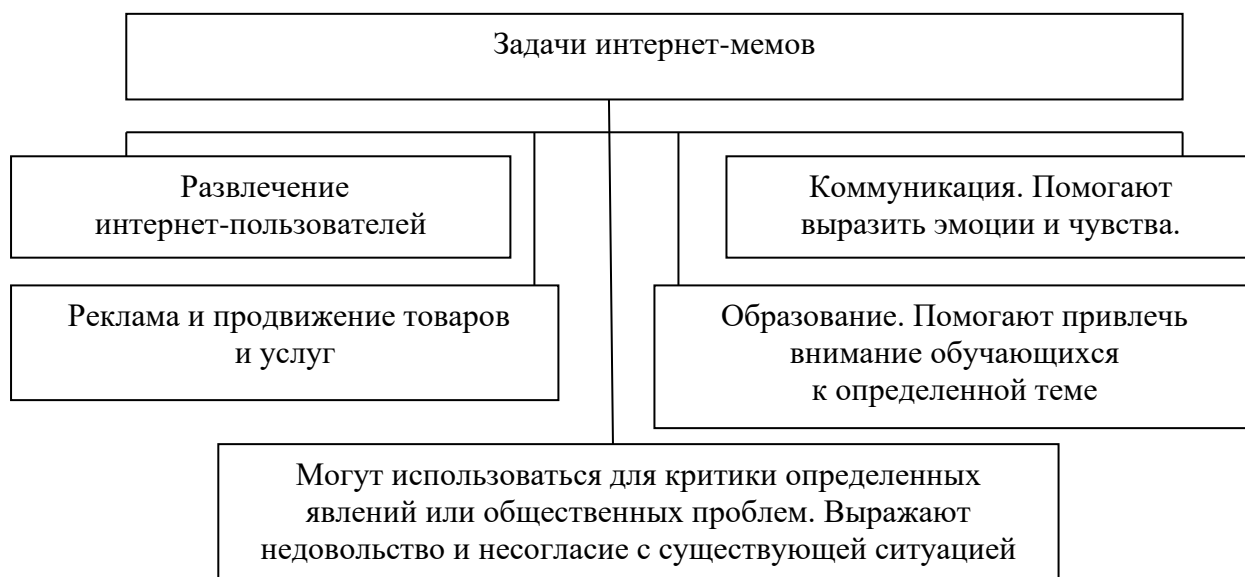 Задачи интернет-мемов
Развлечение
интернет-пользователей
Коммуникация. Помогают
выразить эмоции и чувства.
Реклама и продвижение товаров
и услуг
Образование. Помогают привлечь
внимание обучающихся
к определенной теме
Могут использоваться для критики определенных
явлений или общественных проблем. Выражают
недовольство и несогласие с существующей ситуацией